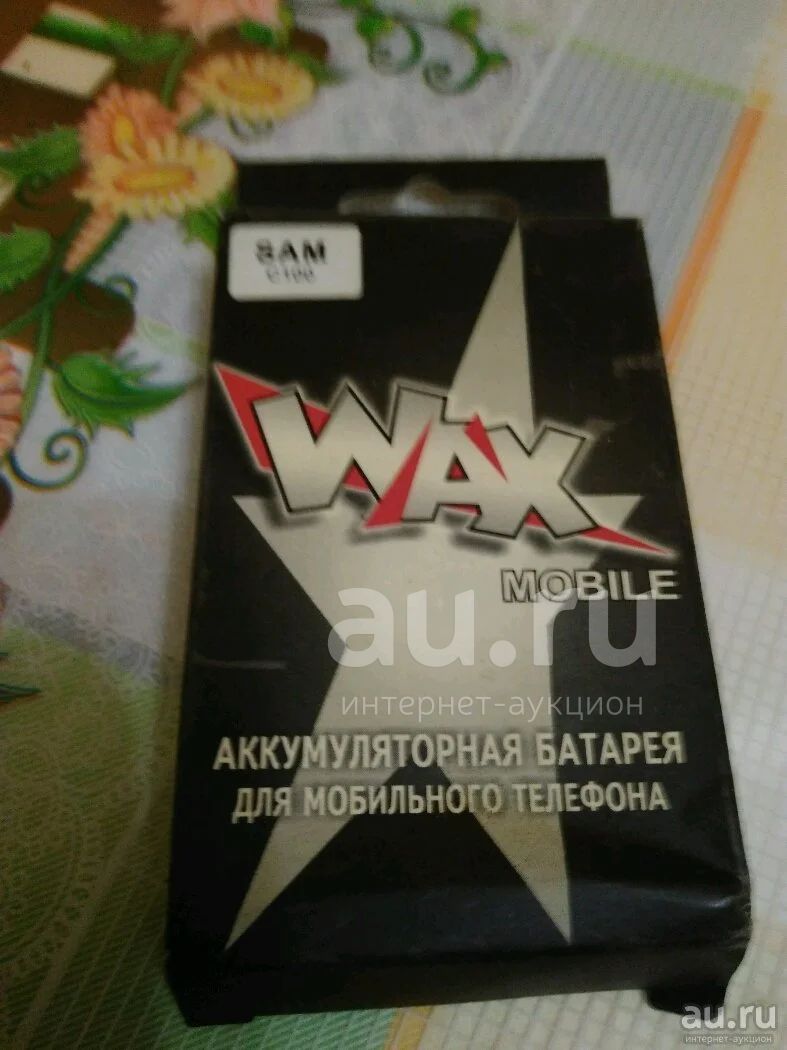 SAM
C100
WAX
MOBILE
au.ru
интернет-аукцион
АККУМУЛЯТОРНАЯ БАТАРЕЯ
ДЛЯ МОБИЛЬНОГО ТЕЛЕФОНА
au.ru
интернет-аукцион